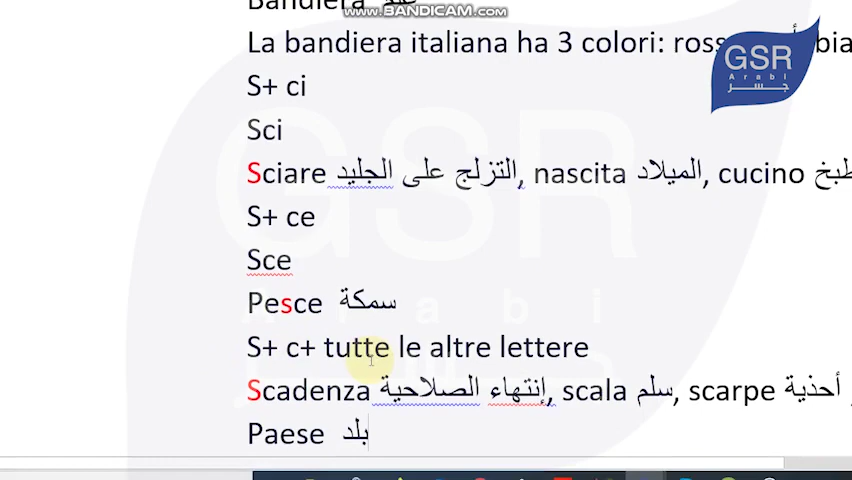 www.BANDICAM.com
Bandiera
La bandiera italiana ha 3 colori:
GSR
Arabi
جسر
S+ ci
Sci
Sciare التزلج على الجليد, nascita الميلاد, cucino
S+ ce
Sce
Pesce سمكة
S+ c+ tutte le altre lettere
Scadenza إنتهاء الصلاحية, scala سلم, scarpe أحذية
Paese بلد